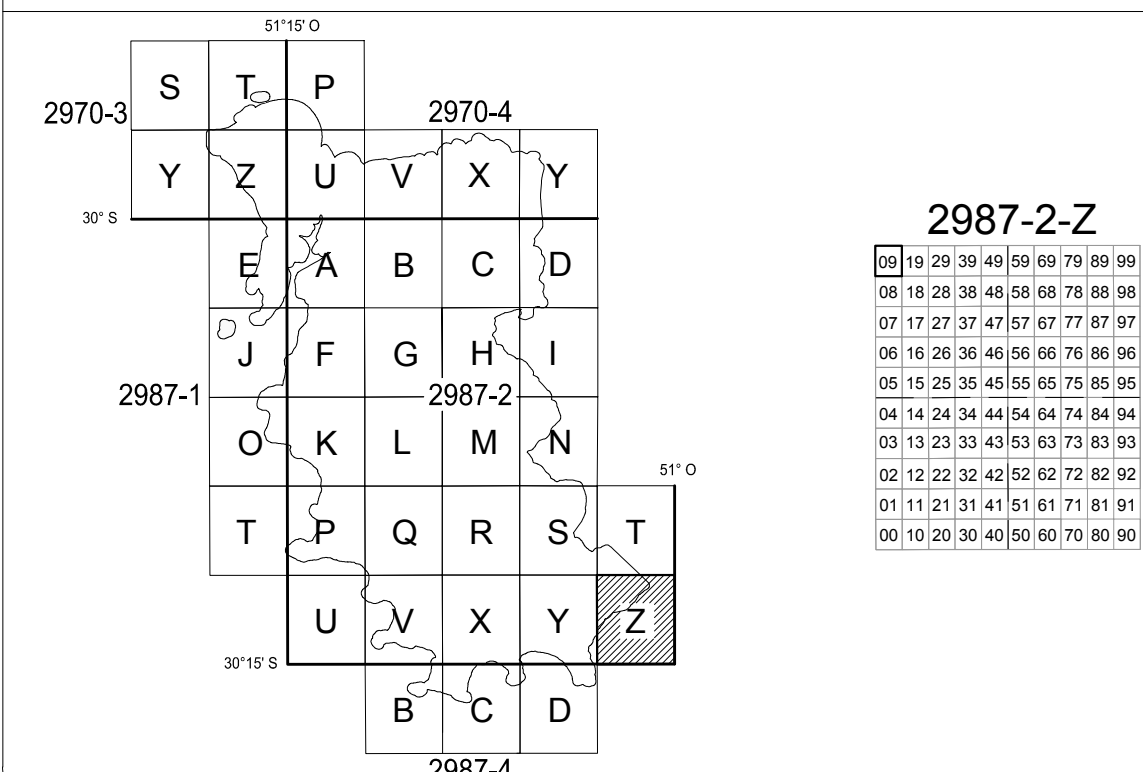 51°15' O
S T P
2970-3 2970-4
Y Z U V X Y
30° S
E A B C D
J F G H I
2987-1 2987-2
O K L M N
51° O
T P Q R S T
U V X Y Z
30°15' S
B C D
2987-4
2987-2-Z
09 19 29 39 49 59 69 79 89 99
08 18 28 38 48 58 68 78 88 98
07 17 27 37 47 57 67 77 87 97
06 16 26 36 46 56 66 76 86 96
05 15 25 35 45 55 65 75 85 95
04 14 24 34 44 54 64 74 84 94
03 13 23 33 43 53 63 73 83 93
02 12 22 32 42 52 62 72 82 92
01 11 21 31 41 51 61 71 81 91
00 10 20 30 40 50 60 70 80 90